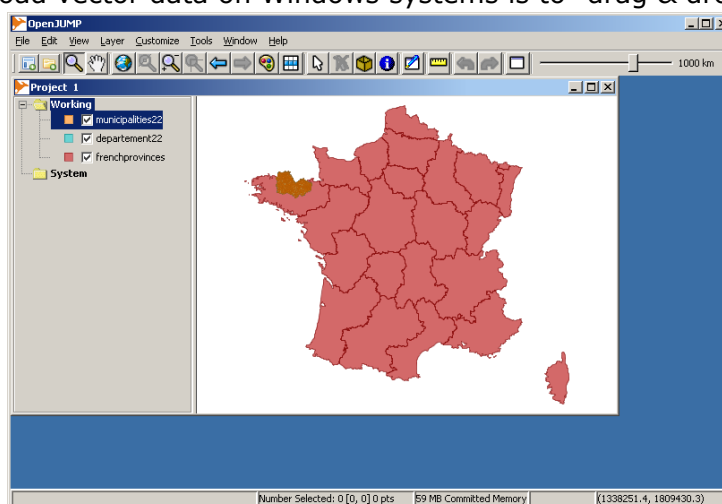 load vector data on windows systems is to drag &
OpenJUMP
File Edit View Layer Customize Tools Window Help
1000 km
Project 1
Working
municipalities22
departement22
frenchprovinces
System
Number Selected: 0 [0, 0] 0 pts 59 MB Committed Memory (1338251.4, 1809430.3)